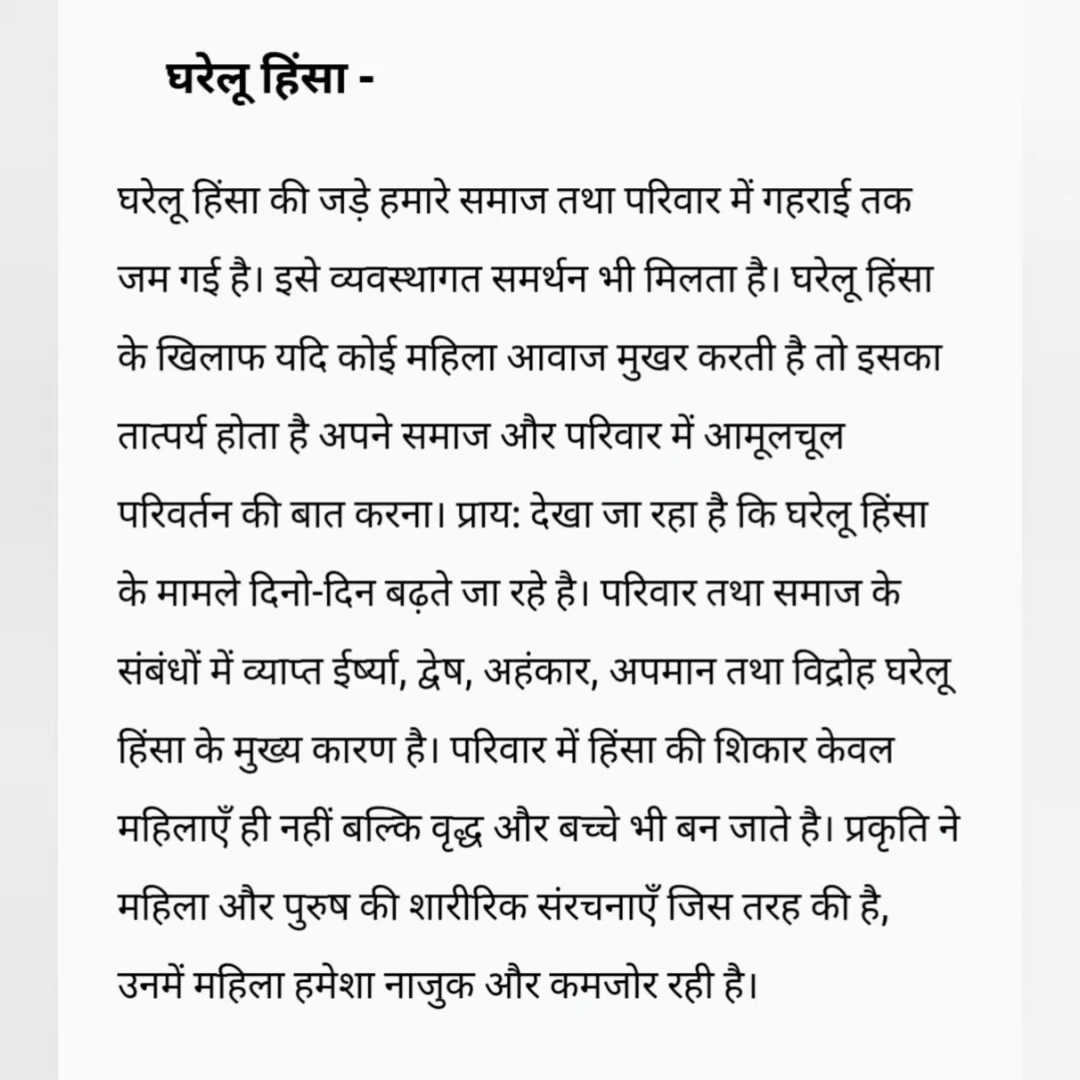 घरेलू हिंसा -
घरेलू हिंसा की जड़े हमारे समाज तथा परिवार में गहराई तक
जम गई है। इसे व्यवस्थागत समर्थन भी मिलता है। घरेलू हिंसा
के खिलाफ यदि कोई महिला आवाज मुखर करती है तो इसका
तात्पर्य होता है अपने समाज और परिवार में आमूलचूल
परिवर्तन की बात करना। प्राय: देखा जा रहा है कि घरेलू हिंसा
के मामले दिनो-दिन बढ़ते जा रहे है। परिवार तथा समाज के
संबंधों में व्याप्त ईर्ष्या, द्वेष, अहंकार, अपमान तथा विद्रोह घरेलू
हिंसा के मुख्य कारण है। परिवार में हिंसा की शिकार केवल
महिलाएँ ही नहीं बल्कि वृद्ध और बच्चे भी बन जाते है। प्रकृति ने
महिला और पुरुष की शारीरिक संरचनाएँ जिस तरह की है,
उनमें महिला हमेशा नाजुक और कमजोर रही है।